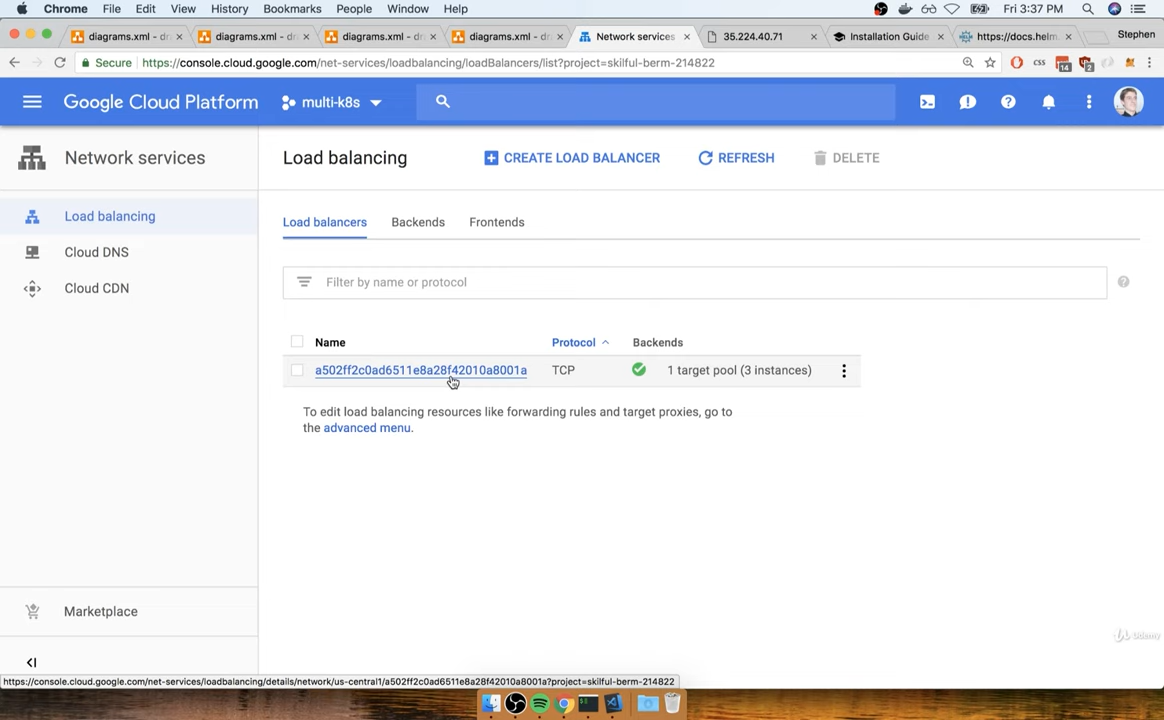 Chrome File Edit View History Bookmarks People Window Help Fri 3:37 PM
diagrams.xml - dr diagrams.xml - dr diagrams.xml - dr diagrams.xml - dr Network services 35.224.40.71 Installation Guide https://docs.helm. Stephen
Secure https://console.cloud.google.com/net-services/loadbalancing/loadBalancers/list?project=skilful-berm-214822 css 14 2
Google Cloud Platform multi-k8s
Network services Load balancing CREATE LOAD BALANCER REFRESH DELETE
Load balancing
Cloud DNS
Cloud CDN
Load balancers Backends Frontends
Filter by name or protocol
Name Protocol Backends
a502ff2c0ad6511e8a28f42010a8001a TCP 1 target pool (3 instances)
To edit load balancing resources like forwarding rules and target proxies, go to
the advanced menu.
Marketplace
Udemy
https://console.cloud.google.com/net-services/loadbalancing/details/network/us-central1/a502ff2c0ad6511e8a28f42010a8001a?project=skilful-berm-214822